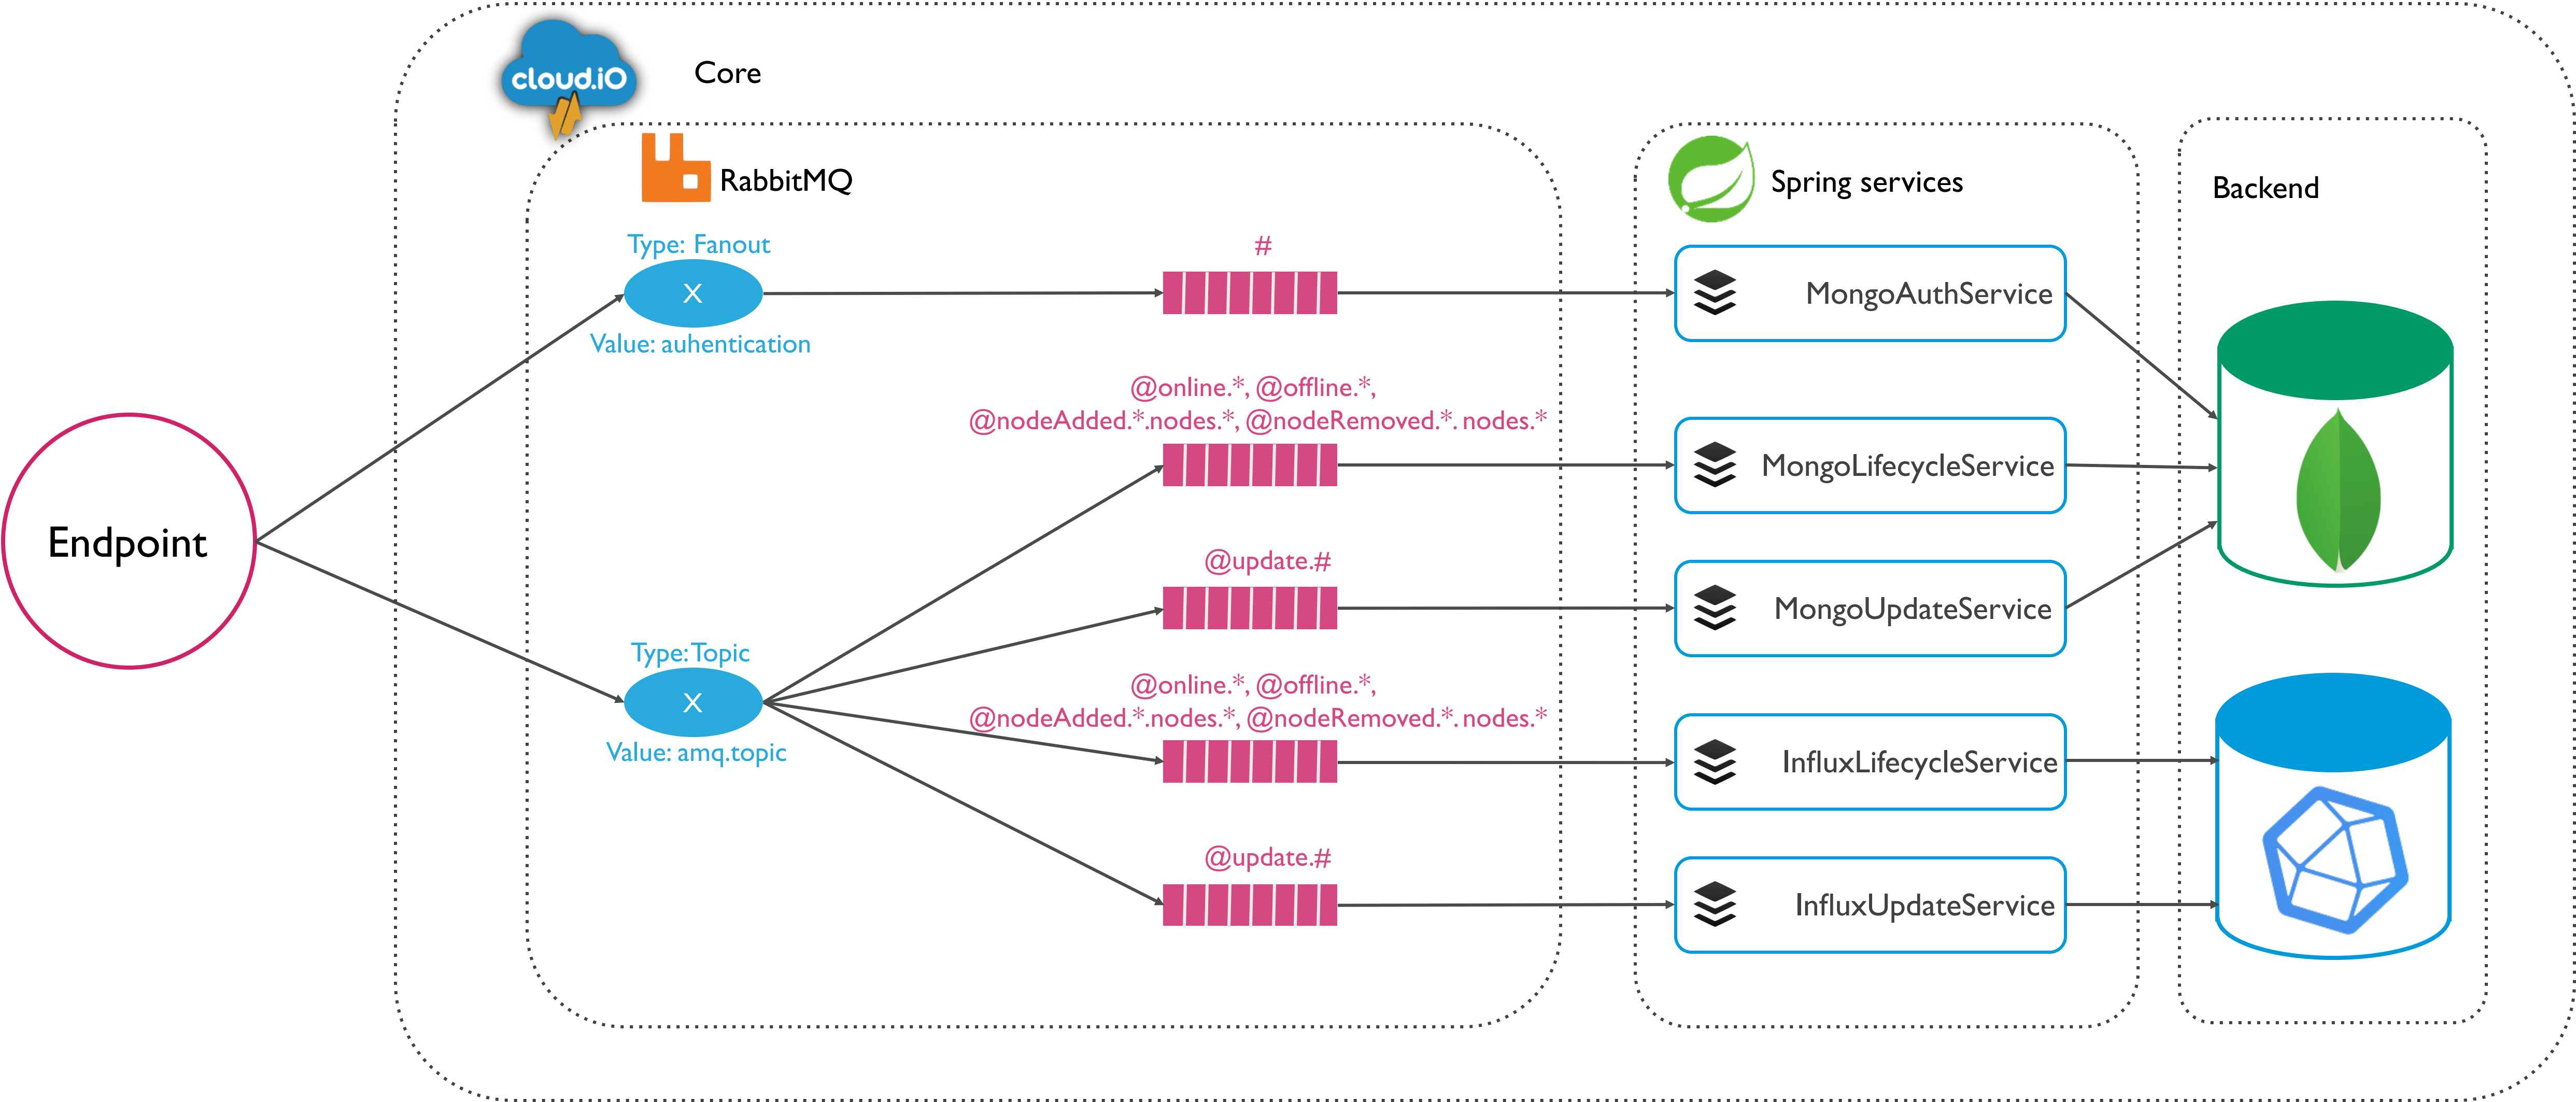 cloud.iO
Core
RabbitMQ
Spring services
Backend
Type: Fanout
X
Value: auhentication
#
MongoAuthService
@online.*, @offline.*,
@nodeAdded.*.nodes.*, @nodeRemoved.*. nodes.*
MongoLifecycleService
Endpoint
@update.#
MongoUpdateService
Type: Topic
X
Value: amq.topic
@online.*, @offline.*,
@nodeAdded.*.nodes.*, @nodeRemoved.*. nodes.*
InfluxLifecycleService
@update.#
InfluxUpdateService